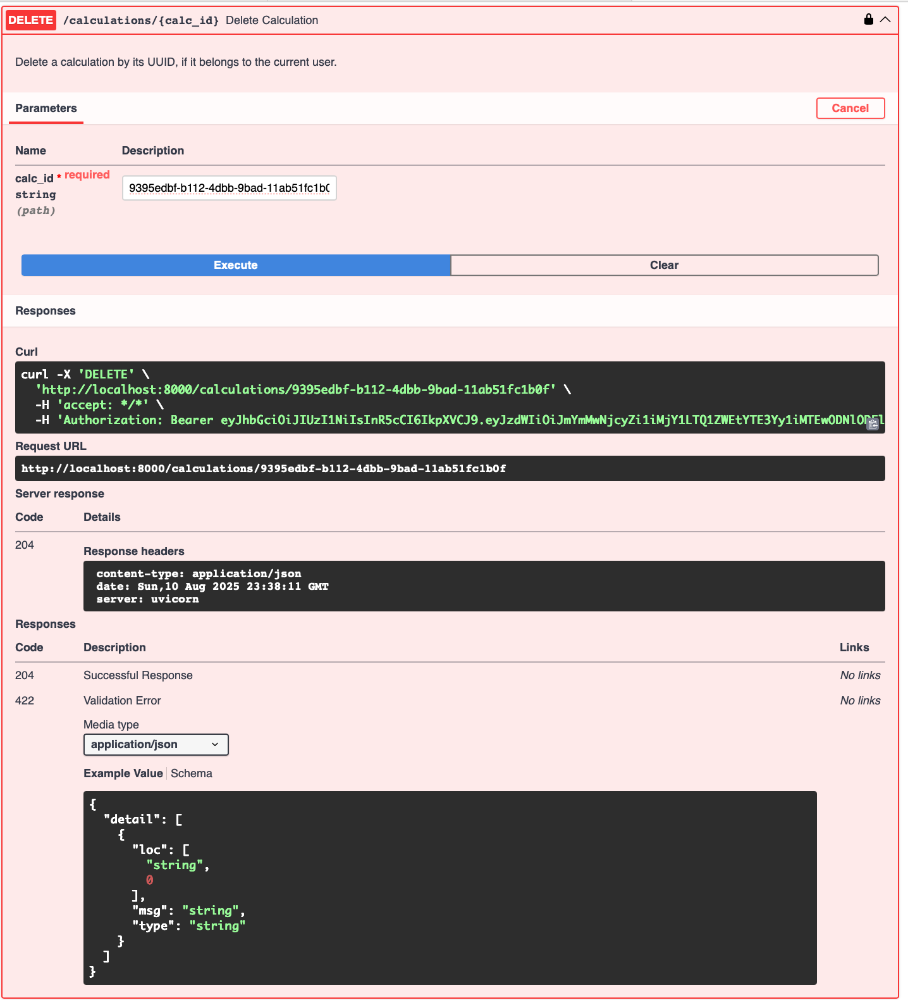 DELETE /calculations/{calc_id} Delete Calculation
Delete a calculation by its UUID, if it belongs to the current user.
Parameters Cancel
Name Description
calc_id * required
string
(path)
9395edbf-b112-4dbb-9bad-11ab51fc1b0
Execute Clear
Responses
Curl
curl -X 'DELETE' \
'http://localhost:8000/calculations/9395edbf-b112-4dbb-9bad-11ab51fc1b0f' \
-H 'accept: */*' \
-H 'Authorization: Bearer eyJhbGciOiJIUzI1NiIsInR5cCI6IkpXVCJ9.eyJzdWIiOiJmYmMwNjcyZi1iMjY1LTQ1ZWEtYTE3Yy1iMTEwODNlODFl
Request URL
http://localhost:8000/calculations/9395edbf-b112-4dbb-9bad-11ab51fc1b0f
Server response
Code Details
204
Response headers
content-type: application/json
date: Sun,10 Aug 2025 23:38:11 GMT
server: uvicorn
Responses
Code Description Links
204 Successful Response No links
422 Validation Error No links
Media type
application/json
Example Value Schema
{
"detail": [
{
"loc": [
"string",
0
],
"msg": "string",
"type": "string"
}
]
}